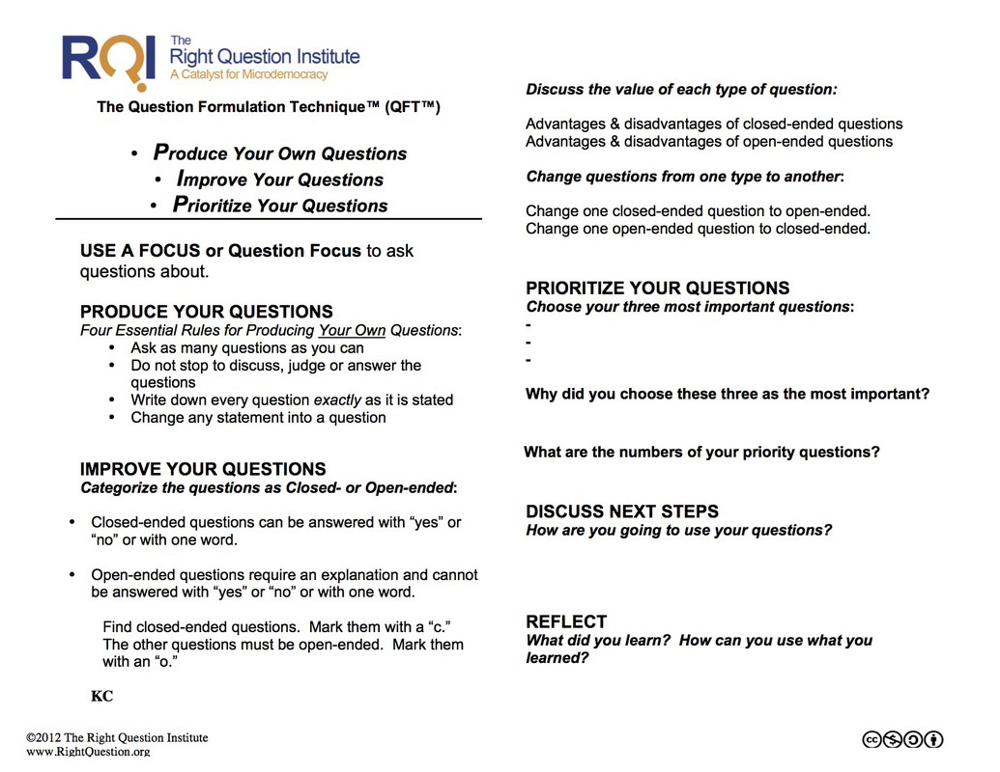 RQI
The
Right Question Institute
A Catalyst for Microdemocracy
The Question Formulation Technique™ (QFT™)
• Produce Your Own Questions
• Improve Your Questions
• Prioritize Your Questions
USE A FOCUS or Question Focus to ask
questions about.
PRODUCE YOUR QUESTIONS
Four Essential Rules for Producing Your Own Questions:
• Ask as many questions as you can
• Do not stop to discuss, judge or answer the
questions
• Write down every question exactly as it is stated
• Change any statement into a question
IMPROVE YOUR QUESTIONS
Categorize the questions as Closed- or Open-ended:
• Closed-ended questions can be answered with “yes” or
“no” or with one word.
• Open-ended questions require an explanation and cannot
be answered with “yes” or “no” or with one word.
Find closed-ended questions. Mark them with a “c.”
The other questions must be open-ended. Mark them
with an “o.”
KC
Discuss the value of each type of question:
Advantages & disadvantages of closed-ended questions
Advantages & disadvantages of open-ended questions
Change questions from one type to another:
Change one closed-ended question to open-ended.
Change one open-ended question to closed-ended.
PRIORITIZE YOUR QUESTIONS
Choose your three most important questions:
-
-
-
Why did you choose these three as the most important?
What are the numbers of your priority questions?
DISCUSS NEXT STEPS
How are you going to use your questions?
REFLECT
What did you learn? How can you use what you
learned?
©2012 The Right Question Institute
www.RightQuestion.org
cc